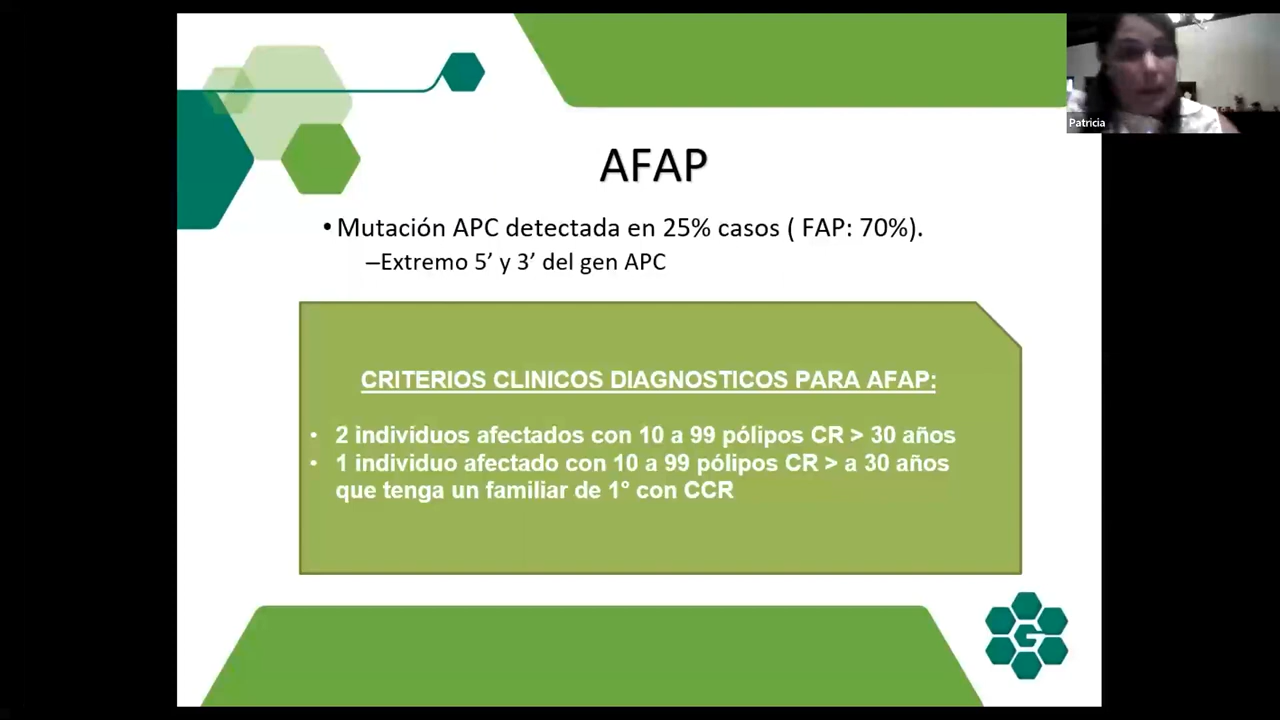 Patricia
AFAP
• Mutación APC detectada en 25% casos ( FAP: 70%).
–Extremo 5’ y 3’ del gen APC
CRITERIOS CLINICOS DIAGNOSTICOS PARA AFAP:
• 2 individuos afectados con 10 a 99 pólipos CR > 30 años
• 1 individuo afectado con 10 a 99 pólipos CR > a 30 años
que tenga un familiar de 1° con CCR
G